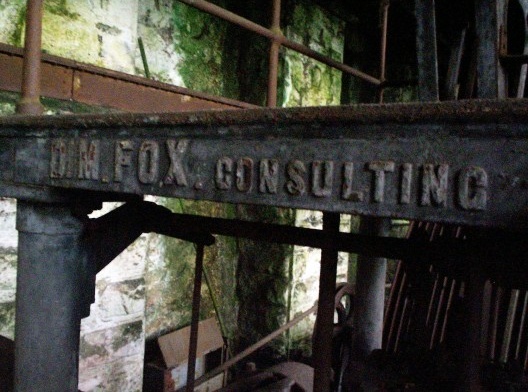 D.M. FOX. CONSULTING